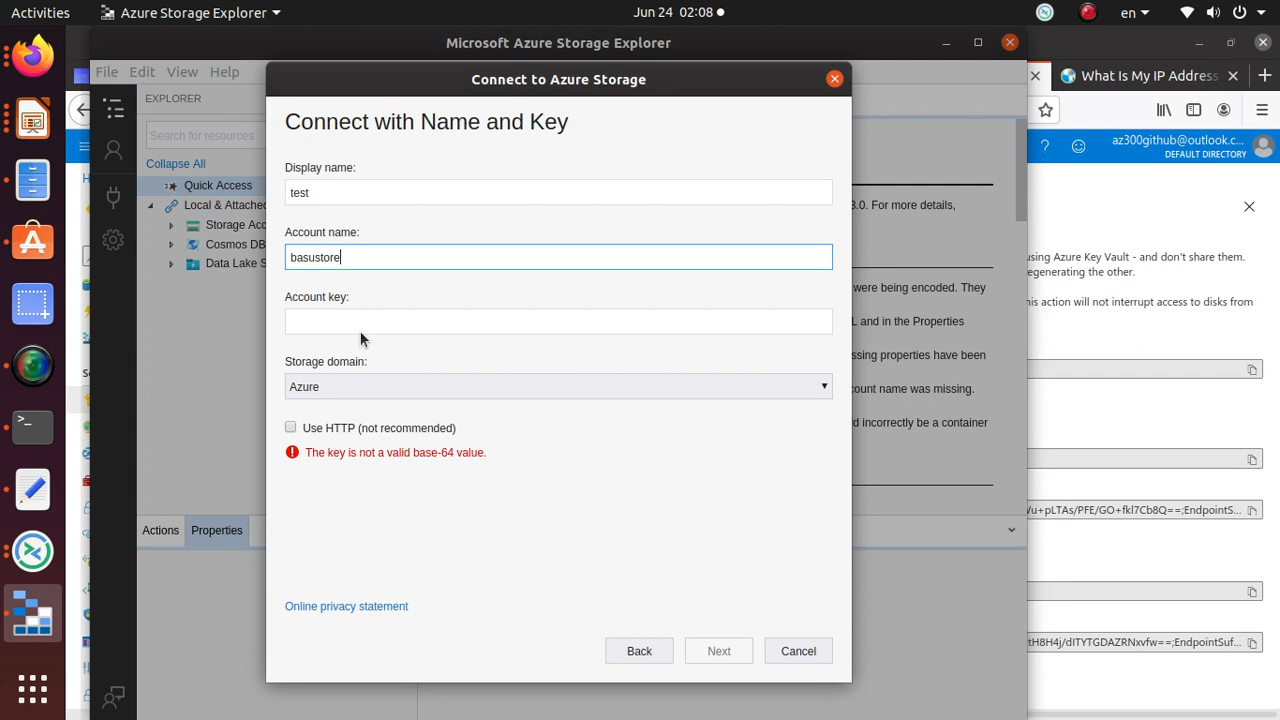 Activities
Azure Storage Explorer
Jun 24 02:08
en
Microsoft Azure Storage Explorer
File Edit View Help
Connect to Azure Storage
What Is My IP Address
EXPLORER
Search for resources
Collapse All
Quick Access
Local & Attached
Storage Acc
Cosmos DB
Data Lake S
Connect with Name and Key
Display name:
test
Account name:
basustore
Account key:
Storage domain:
Azure
Use HTTP (not recommended)
The key is not a valid base-64 value.
Online privacy statement
Back
Next
Cancel
Actions
Properties
3.0. For more details,
were being encoded. They
L and in the Properties
ssing properties have been
count name was missing.
d incorrectly be a container
az300github@outlook.c...
DEFAULT DIRECTORY
using Azure Key Vault - and don't share them.
egenerating the other.
his action will not interrupt access to disks from
Wu+pLTAs/PFE/GO+fkl7Cb8Q==;EndpointS...
tH8H4j/dITYTGDAZRNxvfw==;EndpointSuf...